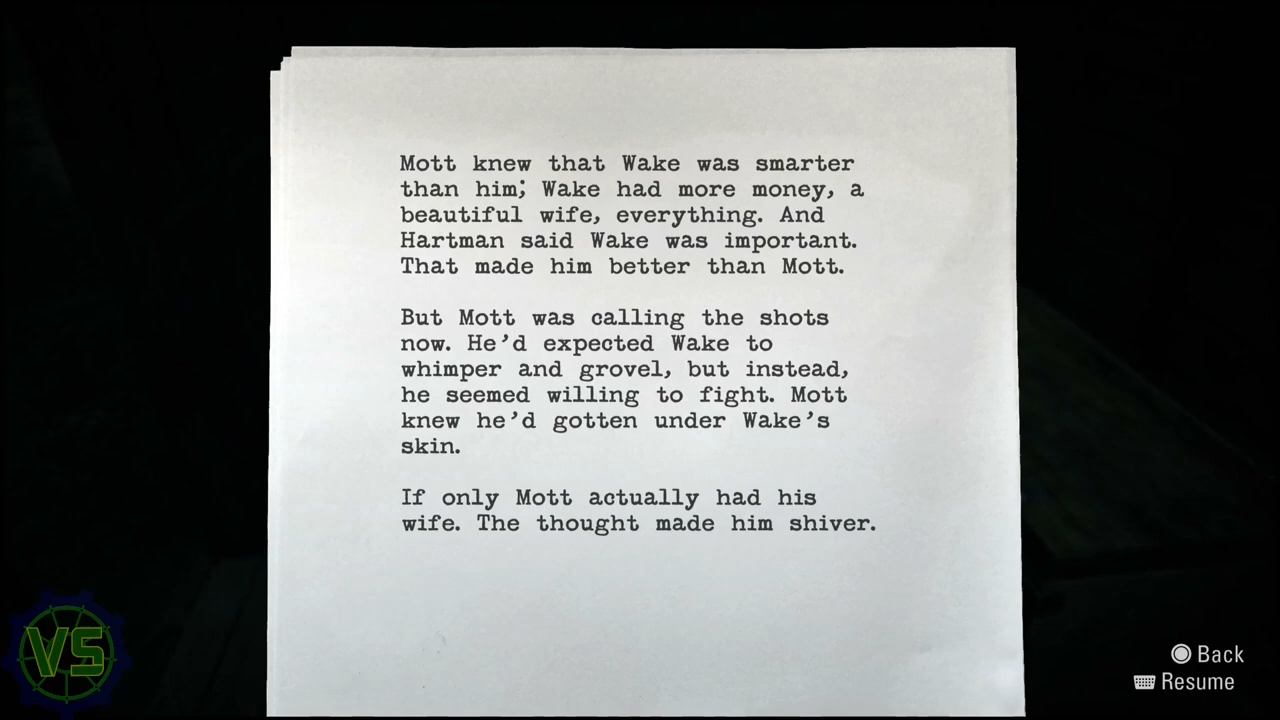 Mott knew that Wake was smarter
than him; Wake had more money, a
beautiful wife, everything. And
Hartman said Wake was important.
That made him better than Mott.
But Mott was calling the shots
now. He’d expected Wake to
whimper and grovel, but instead,
he seemed willing to fight. Mott
knew he’d gotten under Wake’s
skin.
If only Mott actually had his
wife. The thought made him shiver.
VS
Back
Resume